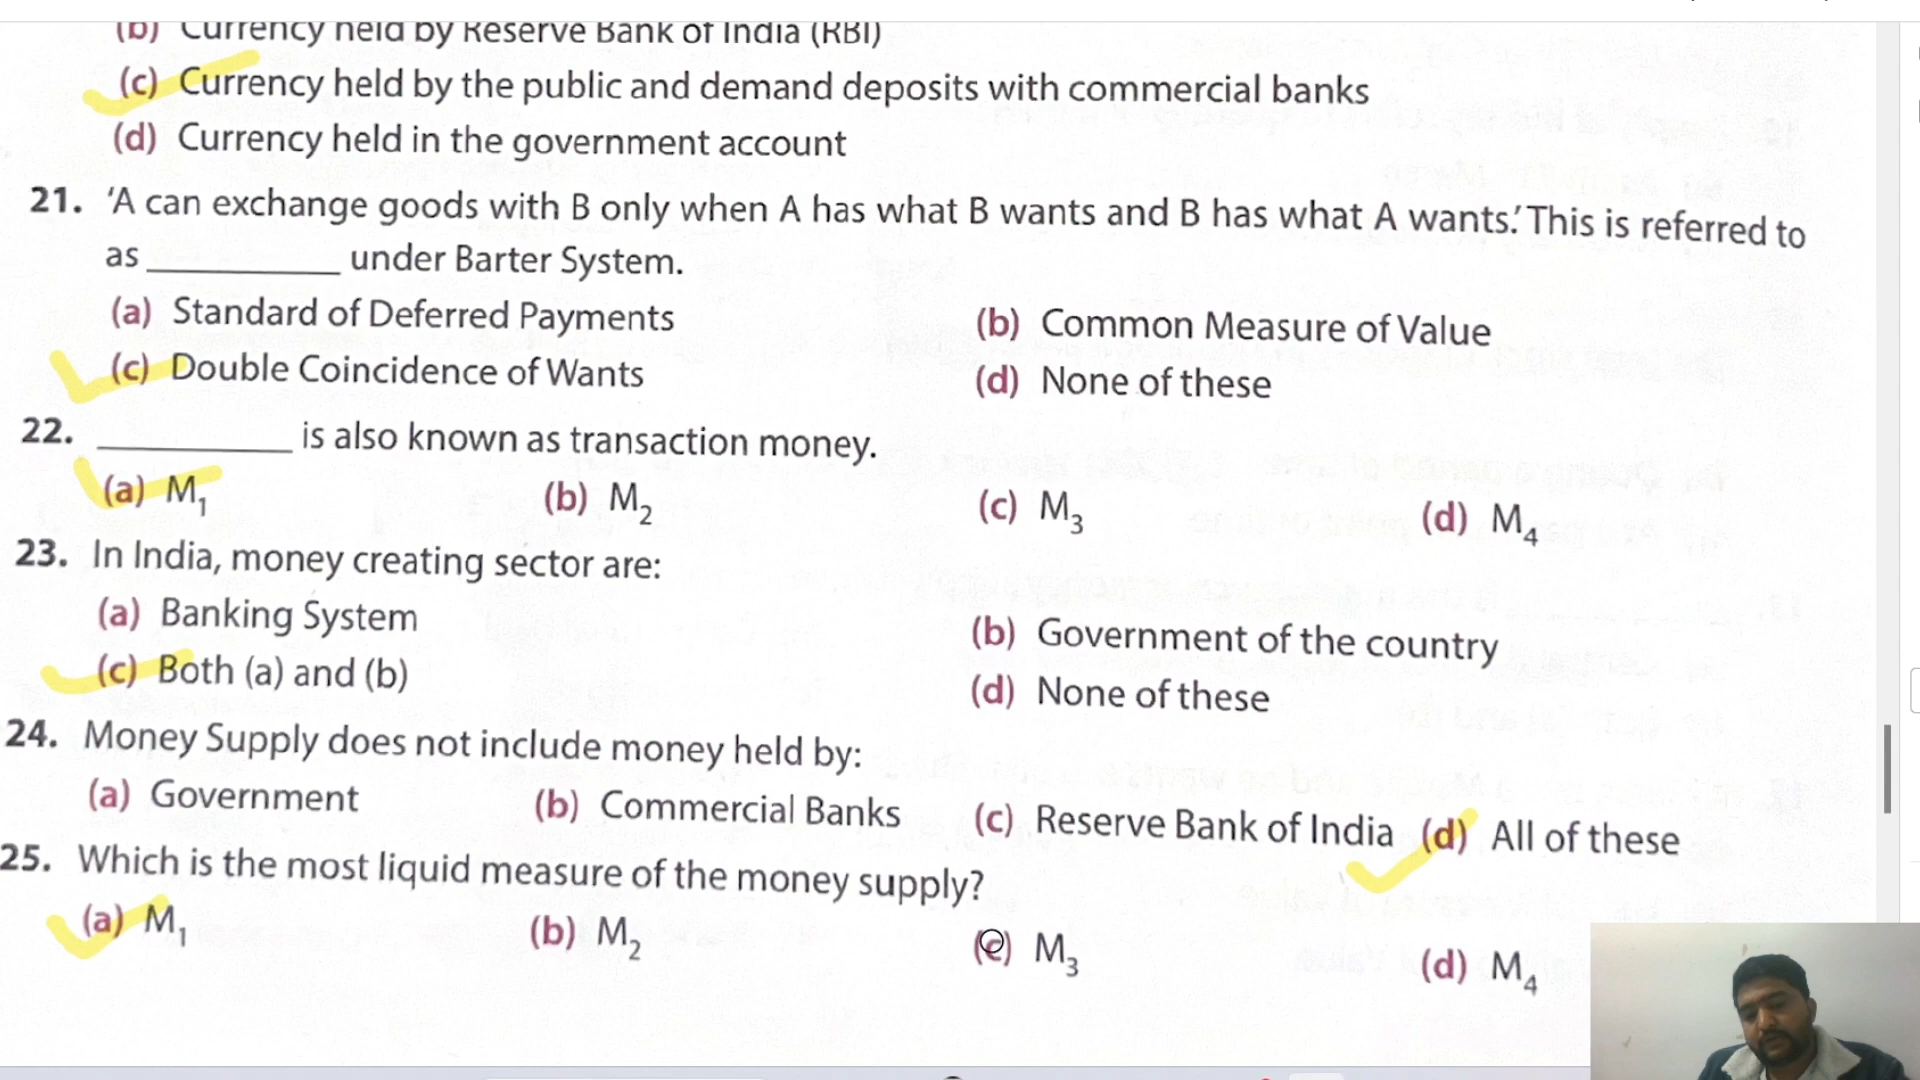 (b) Currency held by Reserve Bank of India (RBI)
(c) Currency held by the public and demand deposits with commercial banks
(d) Currency held in the government account
21. 'A can exchange goods with B only when A has what B wants and B has what A wants.' This is referred to
as __________ under Barter System.
(a) Standard of Deferred Payments (b) Common Measure of Value
(c) Double Coincidence of Wants (d) None of these
22. __________ is also known as transaction money.
(a) M₁ (b) M₂ (c) M₃ (d) M₄
23. In India, money creating sector are:
(a) Banking System (b) Government of the country
(c) Both (a) and (b) (d) None of these
24. Money Supply does not include money held by:
(a) Government (b) Commercial Banks (c) Reserve Bank of India (d) All of these
25. Which is the most liquid measure of the money supply?
(a) M₁ (b) M₂ (c) M₃ (d) M₄